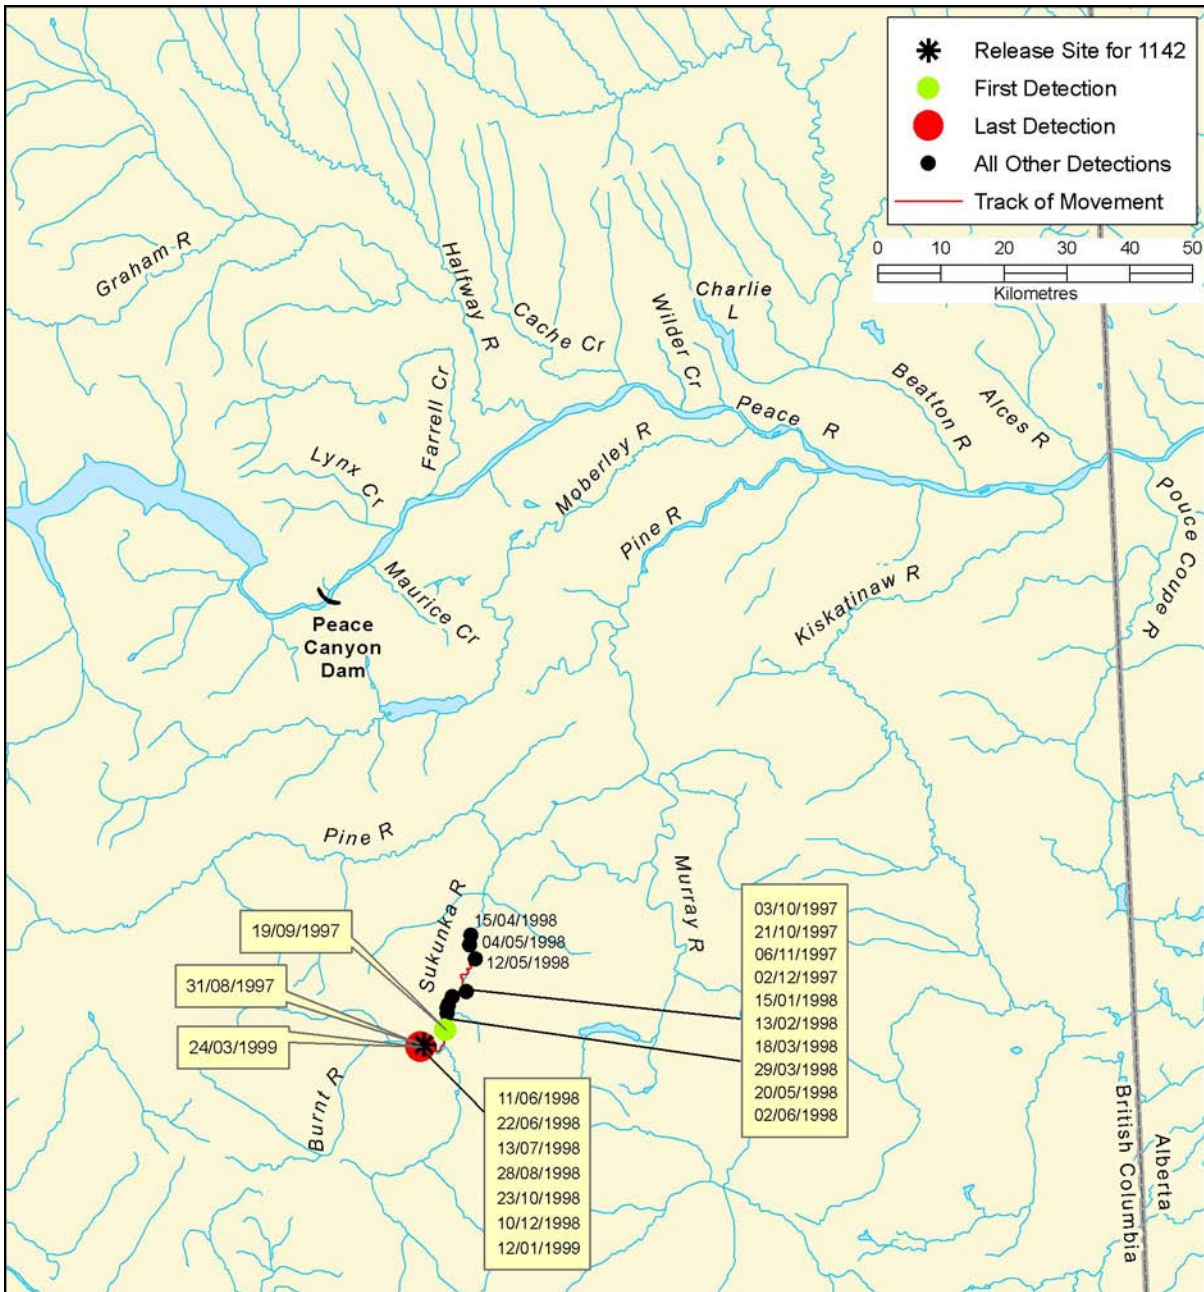 Release Site for 1142
First Detection
Last Detection
All Other Detections
Track of Movement
0 10 20 30 40 50
Kilometres
Graham R
Halfway R
Cache Cr
Wilder Cr
Charlie
L
Farrell Cr
Lynx Cr
Peace R
Beatton R
Alces R
Moberley R
Pine R
Pouce Coupe R
Maurice Cr
Kiskatinaw R
Peace
Canyon
Dam
Pine R
Sukunka R
Murray R
15/04/1998
04/05/1998
12/05/1998
19/09/1997
31/08/1997
24/03/1999
03/10/1997
21/10/1997
06/11/1997
02/12/1997
15/01/1998
13/02/1998
18/03/1998
29/03/1998
20/05/1998
02/06/1998
Burnt R
11/06/1998
22/06/1998
13/07/1998
28/08/1998
23/10/1998
10/12/1998
12/01/1999
British Columbia
Alberta